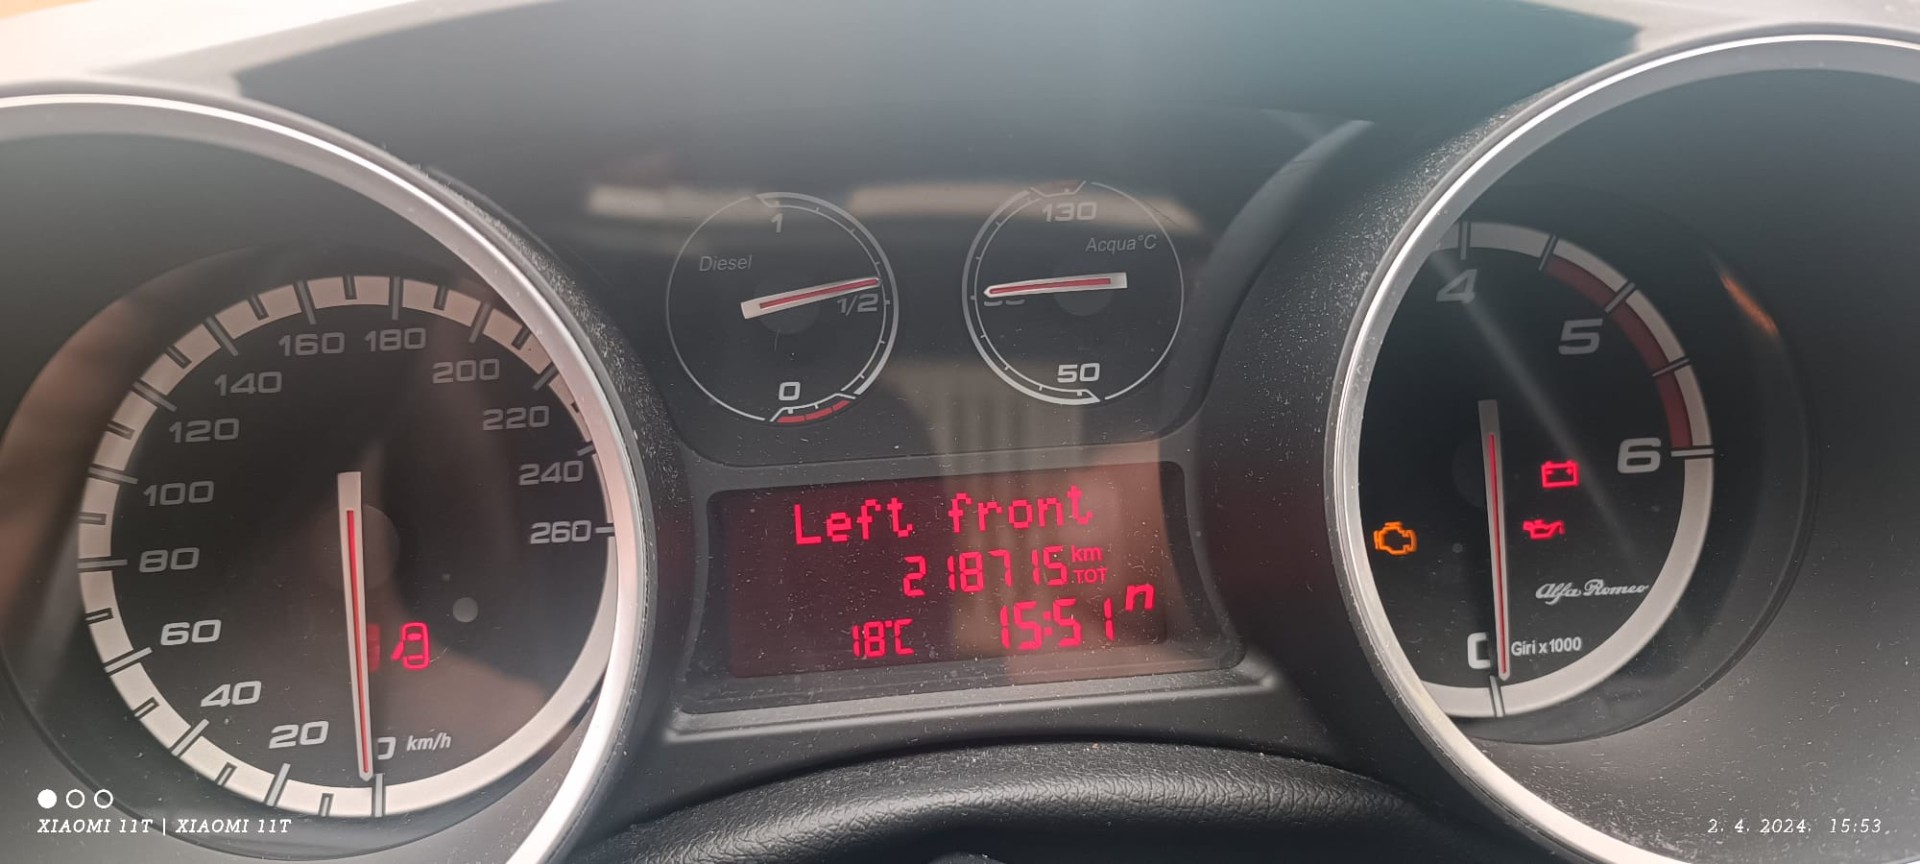 160 180
140 200
120 220
100 240
80 260
60
40
20 0 km/h
1
Diesel
1/2
0
130
Acqua°C
50
Left front
218715 km TOT
18°C 15:51 n
4
5
6
Alfa Romeo
0 Giri x1000
XIAOMI 11T | XIAOMI 11T
2. 4. 2024. 15:53